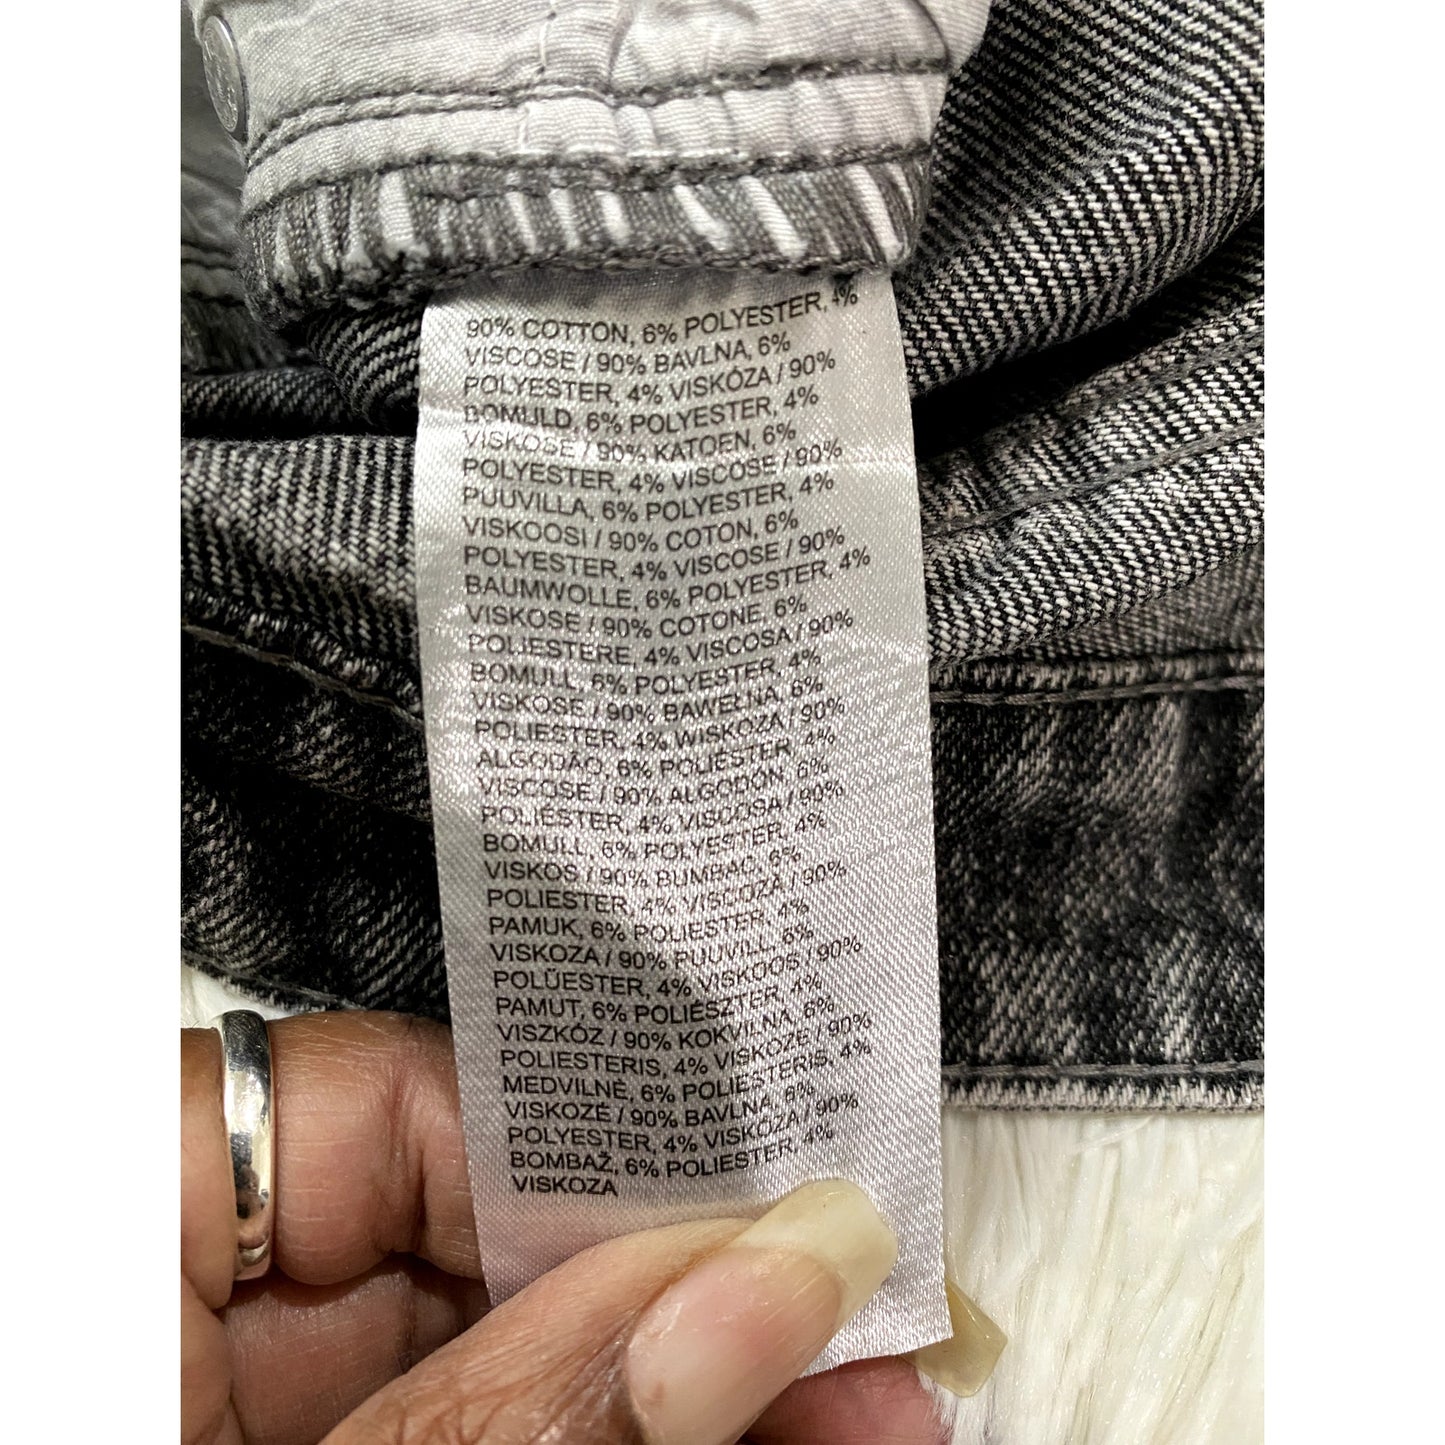 90% COTTON, 6% POLYESTER, 4%
VISCOSE / 90% BAVLNA, 6%
POLYESTER, 4% VISKÓZA / 90%
BOMULD, 6% POLYESTER, 4%
VISKOSE / 90% KATOEN, 6%
POLYESTER, 4% VISCOSE / 90%
PUUVILLA, 6% POLYESTER, 4%
VISKOOSI / 90% COTON, 6%
POLYESTER, 4% VISCOSE / 90%
BAUMWOLLE, 6% POLYESTER, 4%
VISKOSE / 90% COTONE, 6%
POLIESTERE, 4% VISCOSA / 90%
BOMULL, 6% POLYESTER, 4%
VISKOSE / 90% BAWEŁNA, 6%
POLIESTER, 4% WISKOZA / 90%
ALGODÃO, 6% POLIÉSTER, 4%
VISCOSE / 90% ALGODÓN, 6%
POLIÉSTER, 4% VISCOSA / 90%
BOMULL, 6% POLYESTER, 4%
VISKOS / 90% BUMBAC, 6%
POLIESTER, 4% VISCOZĂ / 90%
PAMUK, 6% POLIESTER, 4%
VISKOZA / 90% PUUVILL, 6%
POLÜESTER, 4% VISKOOS / 90%
PAMUT, 6% POLIÉSZTER, 4%
VISZKÓZ / 90% KOKVILNA, 6%
POLIESTERIS, 4% VISKOZE / 90%
MEDVILNĖ, 6% POLIESTERIS, 4%
VISKOZĖ / 90% BAVLNA, 6%
POLYESTER, 4% VISKÓZA / 90%
BOMBAŽ, 6% POLIESTER, 4%
VISKOZA